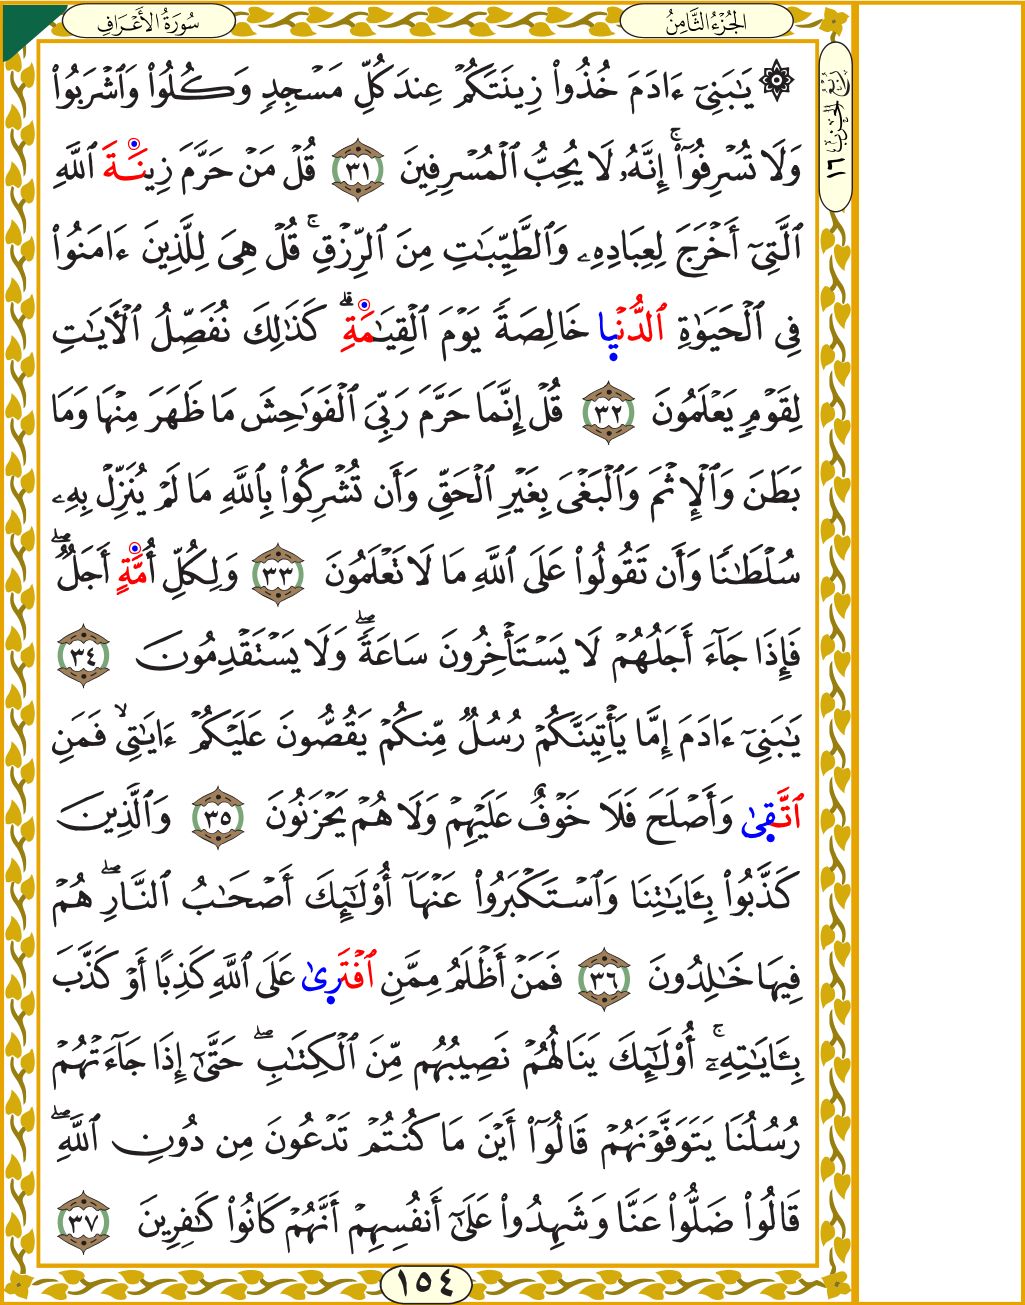 سُورَةُ الأَعْرَافِ
الجُزْءُ الثَّامِنُ
۞ يَٰبَنِيٓ ءَادَمَ خُذُواْ زِينَتَكُمۡ عِندَ كُلِّ مَسۡجِدٖ وَكُلُواْ وَٱشۡرَبُواْ
وَلَا تُسۡرِفُوٓاْۚ إِنَّهُۥ لَا يُحِبُّ ٱلۡمُسۡرِفِينَ ٣١ قُلۡ مَنۡ حَرَّمَ زِينَةَ ٱللَّهِ
ٱلَّتِيٓ أَخۡرَجَ لِعِبَادِهِۦ وَٱلطَّيِّبَٰتِ مِنَ ٱلرِّزۡقِۚ قُلۡ هِيَ لِلَّذِينَ ءَامَنُواْ
فِي ٱلۡحَيَوٰةِ ٱلدُّنۡيا خَالِصَةٗ يَوۡمَ ٱلۡقِيَٰمَةِۗ كَذَٰلِكَ نُفَصِّلُ ٱلۡأٓيَٰتِ
لِقَوۡمٖ يَعۡلَمُونَ ٣٢ قُلۡ إِنَّمَا حَرَّمَ رَبِّيَ ٱلۡفَوَٰحِشَ مَا ظَهَرَ مِنۡهَا وَمَا
بَطَنَ وَٱلۡإِثۡمَ وَٱلۡبَغۡيَ بِغَيۡرِ ٱلۡحَقِّ وَأَن تُشۡرِكُواْ بِٱللَّهِ مَا لَمۡ يُنَزِّلۡ بِهِۦ
سُلۡطَٰنٗا وَأَن تَقُولُواْ عَلَى ٱللَّهِ مَا لَا تَعۡلَمُونَ ٣٣ وَلِكُلِّ أُمَّةٍ أَجَلٞۖ
فَإِذَا جَآءَ أَجَلُهُمۡ لَا يَسۡتَأۡخِرُونَ سَاعَةٗۖ وَلَا يَسۡتَقۡدِمُونَ ٣٤
يَٰبَنِيٓ ءَادَمَ إِمَّا يَأۡتِيَنَّكُمۡ رُسُلٞ مِّنكُمۡ يَقُصُّونَ عَلَيۡكُمۡ ءَايَٰتِيۙ فَمَنِ
ٱتَّقىٰ وَأَصۡلَحَ فَلَا خَوۡفٌ عَلَيۡهِمۡ وَلَا هُمۡ يَحۡزَنُونَ ٣٥ وَٱلَّذِينَ
كَذَّبُواْ بِـَٔايَٰتِنَا وَٱسۡتَكۡبَرُواْ عَنۡهَآ أُوْلَٰٓئِكَ أَصۡحَٰبُ ٱلنَّارِۖ هُمۡ
فِيهَا خَٰلِدُونَ ٣٦ فَمَنۡ أَظۡلَمُ مِمَّنِ ٱفۡتَرىٰ عَلَى ٱللَّهِ كَذِبًا أَوۡ كَذَّبَ
بِـَٔايَٰتِهِۦٓۚ أُوْلَٰٓئِكَ يَنَالُهُمۡ نَصِيبُهُم مِّنَ ٱلۡكِتَٰبِۖ حَتَّىٰٓ إِذَا جَآءَتۡهُمۡ
رُسُلُنَا يَتَوَفَّوۡنَهُمۡ قَالُوٓاْ أَيۡنَ مَا كُنتُمۡ تَدۡعُونَ مِن دُونِ ٱللَّهِۖ
قَالُواْ ضَلُّواْ عَنَّا وَشَهِدُواْ عَلَىٰٓ أَنفُسِهِمۡ أَنَّهُمۡ كَانُواْ كَٰفِرِينَ ٣٧
رُبْعُ الحِزْبِ ١٦
١٥٤